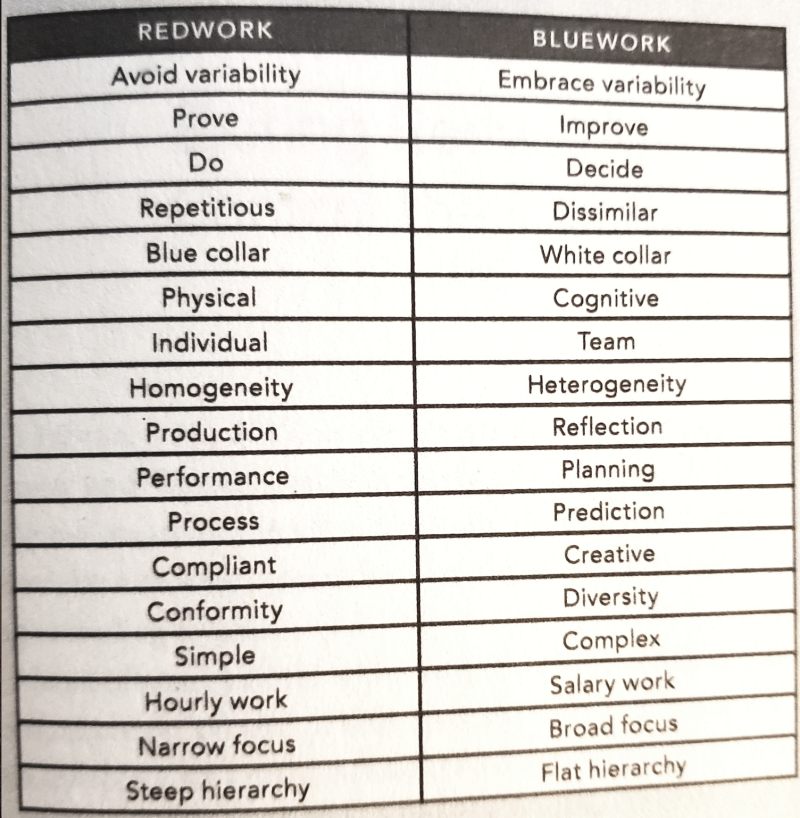 REDWORK BLUEWORK
Avoid variability Embrace variability
Prove Improve
Do Decide
Repetitious Dissimilar
Blue collar White collar
Physical Cognitive
Individual Team
Homogeneity Heterogeneity
Production Reflection
Performance Planning
Process Prediction
Compliant Creative
Conformity Diversity
Simple Complex
Hourly work Salary work
Narrow focus Broad focus
Steep hierarchy Flat hierarchy